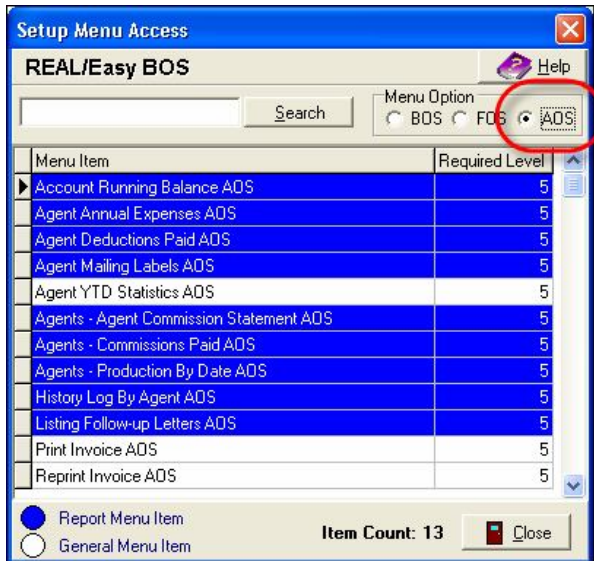 Setup Menu Access
REAL/Easy BOS
Help
Search
Menu Option
BOS FOS AOS
Menu Item Required Level
Account Running Balance AOS 5
Agent Annual Expenses AOS 5
Agent Deductions Paid AOS 5
Agent Mailing Labels AOS 5
Agent YTD Statistics AOS 5
Agents - Agent Commission Statement AOS 5
Agents - Commissions Paid AOS 5
Agents - Production By Date AOS 5
History Log By Agent AOS 5
Listing Follow-up Letters AOS 5
Print Invoice AOS 5
Reprint Invoice AOS 5
Report Menu Item
General Menu Item
Item Count: 13
Close